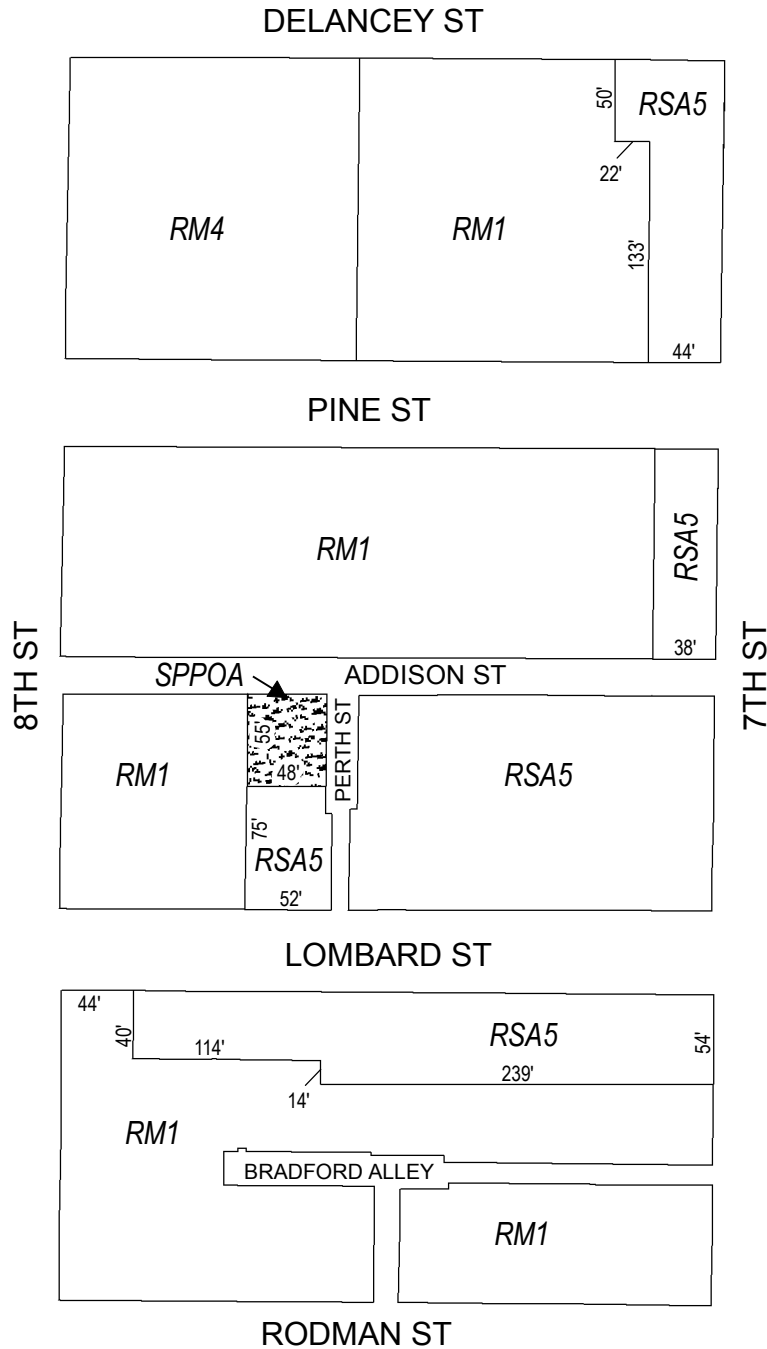 DELANCEY ST
50'
RSA5
22'
RM4
RM1
133'
44'
PINE ST
RM1
RSA5
38'
8TH ST
7TH ST
SPPOA
ADDISON ST
55'
48'
PERTH ST
RM1
RSA5
75'
RSA5
52'
LOMBARD ST
44'
40'
RSA5
54'
114'
239'
14'
RM1
BRADFORD ALLEY
RM1
RODMAN ST